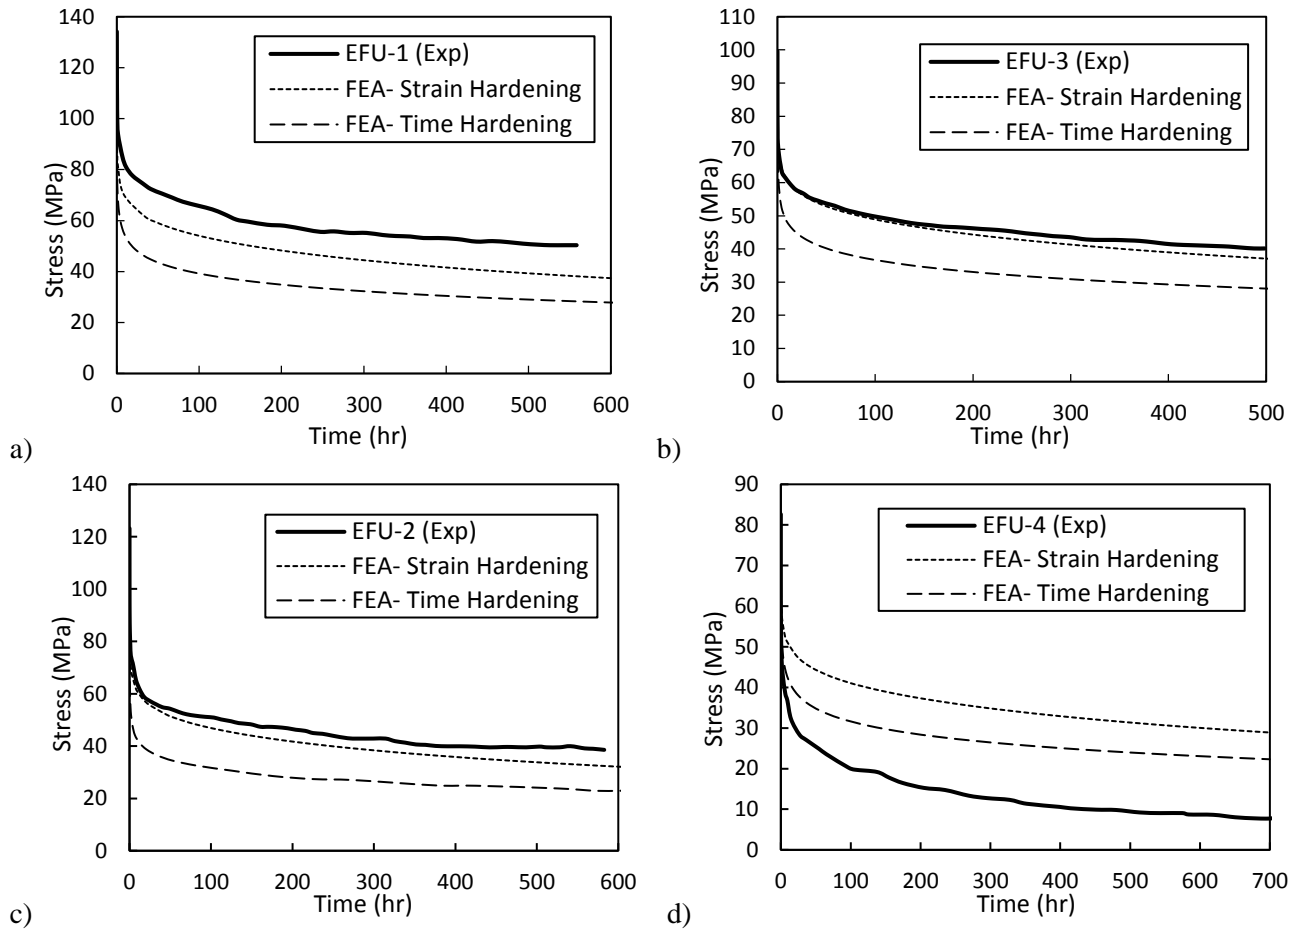 140
120
100
80
60
40
20
0
Stress (MPa)
EFU-1 (Exp)
FEA- Strain Hardening
FEA- Time Hardening
0 100 200 300 400 500 600
Time (hr)
a)
110
100
90
80
70
60
50
40
30
20
10
0
Stress (MPa)
EFU-3 (Exp)
FEA- Strain Hardening
FEA- Time Hardening
0 100 200 300 400 500
Time (hr)
b)
140
120
100
80
60
40
20
0
Stress (MPa)
EFU-2 (Exp)
FEA- Strain Hardening
FEA- Time Hardening
0 100 200 300 400 500 600
Time (hr)
c)
90
80
70
60
50
40
30
20
10
0
Stress (MPa)
EFU-4 (Exp)
FEA- Strain Hardening
FEA- Time Hardening
0 100 200 300 400 500 600 700
Time (hr)
d)